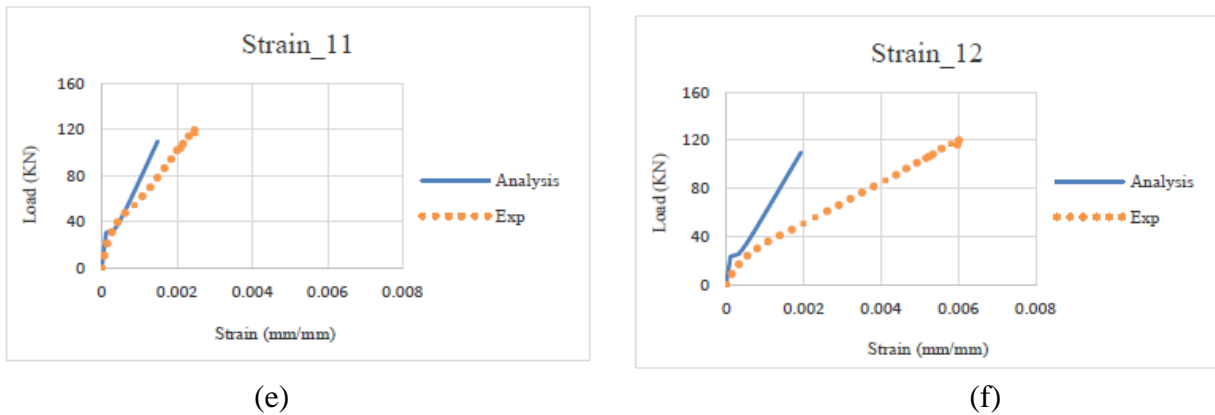 Strain_11
160
120
80
40
0
Load (KN)
0 0.002 0.004 0.006 0.008
Strain (mm/mm)
Analysis
Exp
(e)
Strain_12
160
120
80
40
0
Load (KN)
0 0.002 0.004 0.006 0.008
Strain (mm/mm)
Analysis
Exp
(f)